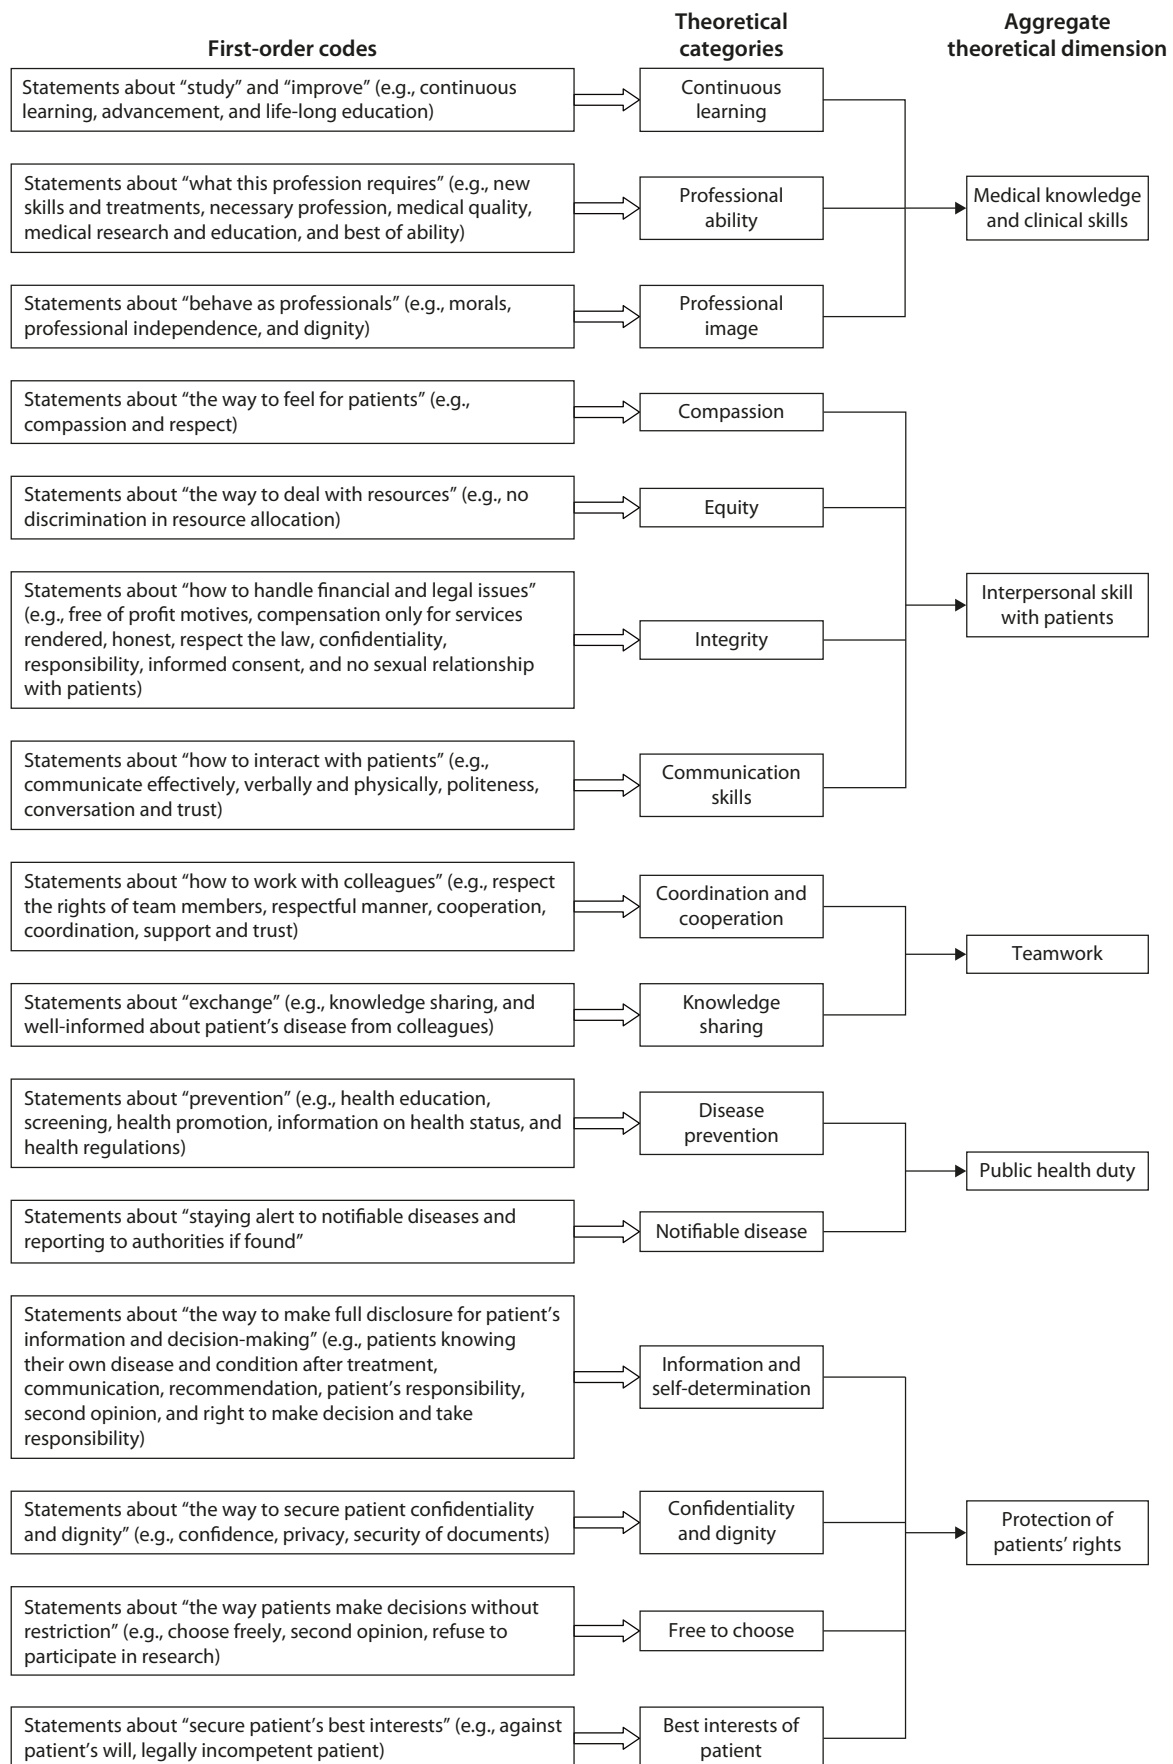 First-order codes
Theoretical
categories
Aggregate
theoretical dimension
Statements about “study” and “improve” (e.g., continuous
learning, advancement, and life-long education)
Continuous
learning
Statements about “what this profession requires” (e.g., new
skills and treatments, necessary profession, medical quality,
medical research and education, and best of ability)
Professional
ability
Medical knowledge
and clinical skills
Statements about “behave as professionals” (e.g., morals,
professional independence, and dignity)
Professional
image
Statements about “the way to feel for patients” (e.g.,
compassion and respect)
Compassion
Statements about “the way to deal with resources” (e.g., no
discrimination in resource allocation)
Equity
Statements about “how to handle financial and legal issues”
(e.g., free of profit motives, compensation only for services
rendered, honest, respect the law, confidentiality,
responsibility, informed consent, and no sexual relationship
with patients)
Integrity
Interpersonal skill
with patients
Statements about “how to interact with patients” (e.g.,
communicate effectively, verbally and physically, politeness,
conversation and trust)
Communication
skills
Statements about “how to work with colleagues” (e.g., respect
the rights of team members, respectful manner, cooperation,
coordination, support and trust)
Coordination and
cooperation
Teamwork
Statements about “exchange” (e.g., knowledge sharing, and
well-informed about patient’s disease from colleagues)
Knowledge
sharing
Statements about “prevention” (e.g., health education,
screening, health promotion, information on health status, and
health regulations)
Disease
prevention
Public health duty
Statements about “staying alert to notifiable diseases and
reporting to authorities if found”
Notifiable disease
Statements about “the way to make full disclosure for patient’s
information and decision-making” (e.g., patients knowing
their own disease and condition after treatment,
communication, recommendation, patient’s responsibility,
second opinion, and right to make decision and take
responsibility)
Information and
self-determination
Statements about “the way to secure patient confidentiality
and dignity” (e.g., confidence, privacy, security of documents)
Confidentiality
and dignity
Protection of
patients’ rights
Statements about “the way patients make decisions without
restriction” (e.g., choose freely, second opinion, refuse to
participate in research)
Free to choose
Statements about “secure patient’s best interests” (e.g., against
patient’s will, legally incompetent patient)
Best interests of
patient